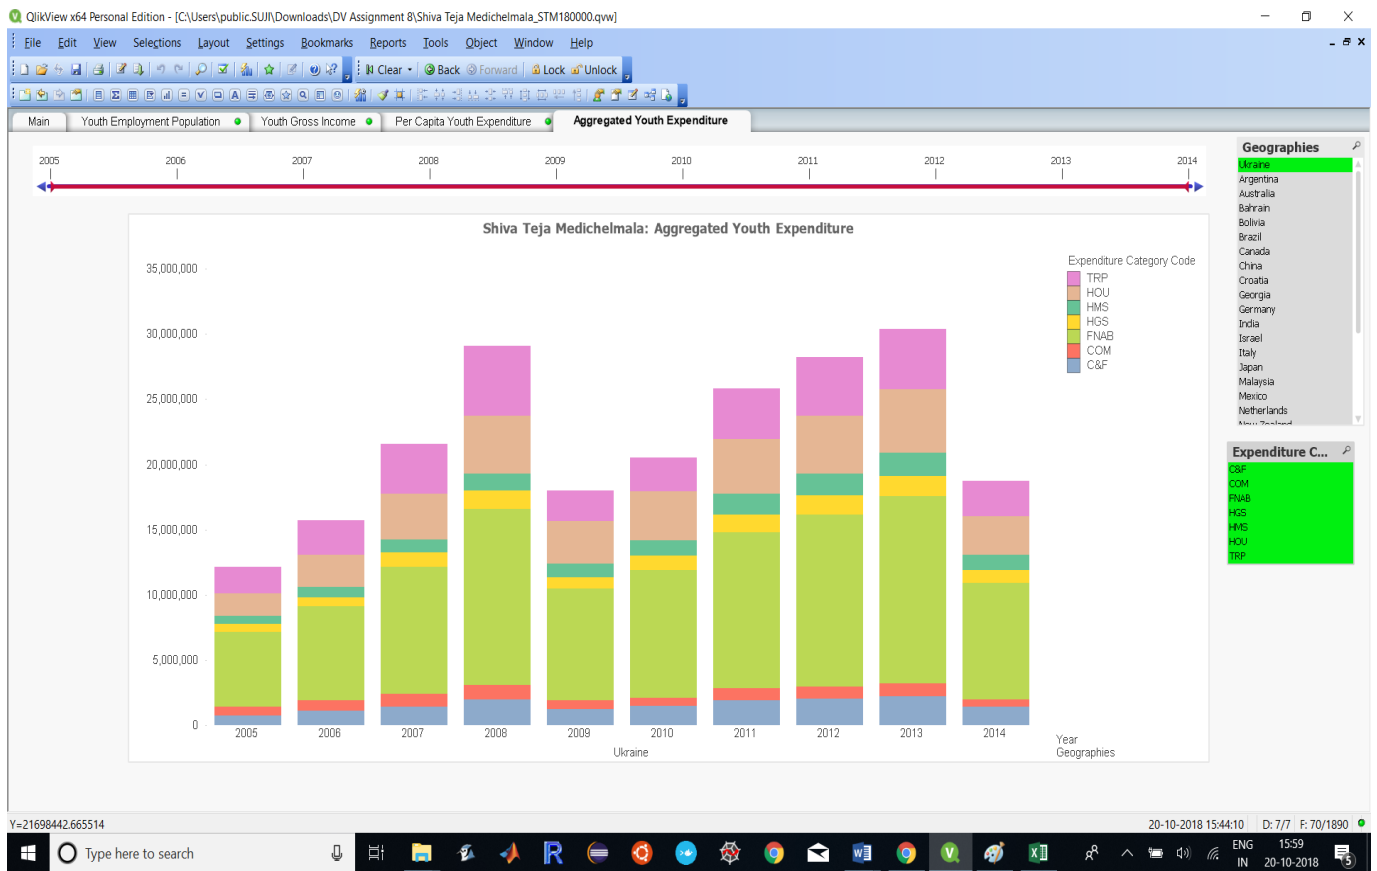 QlikView x64 Personal Edition - [C:\Users\public.SUJI\Downloads\DV Assignment 8\Shiva Teja Medichelmala_STM180000.qvw]
File Edit View Selections Layout Settings Bookmarks Reports Tools Object Window Help
Clear Back Forward Lock Unlock
Main Youth Employment Population Youth Gross Income Per Capita Youth Expenditure Aggregated Youth Expenditure
2005 2006 2007 2008 2009 2010 2011 2012 2013 2014
Shiva Teja Medichelmala: Aggregated Youth Expenditure
35,000,000
30,000,000
25,000,000
20,000,000
15,000,000
10,000,000
5,000,000
0
2005 2006 2007 2008 2009 2010 2011 2012 2013 2014
Ukraine
Year
Geographies
Expenditure Category Code
TRP
HOU
HMS
HGS
FNAB
COM
C&F
Geographies
Ukraine
Argentina
Australia
Bahrain
Bolivia
Brazil
Canada
China
Croatia
Georgia
Germany
India
Israel
Italy
Japan
Malaysia
Mexico
Netherlands
New Zealand
Expenditure C...
C&F
COM
FNAB
HGS
HMS
HOU
TRP
Y=21698442.665514
20-10-2018 15:44:10 D: 7/7 F: 70/1890
Type here to search
ENG
IN
15:59
20-10-2018
5